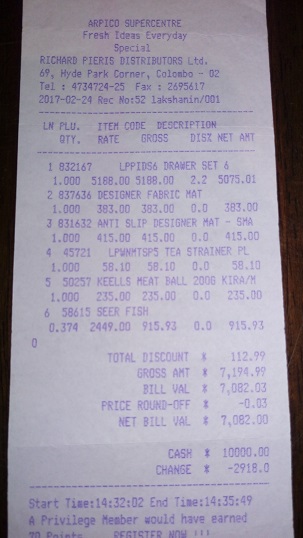 ARPICO SUPERCENTRE
Fresh Ideas Everyday
Special
RICHARD PIERIS DISTRIBUTORS Ltd.
69, Hyde Park Corner, Colombo - 02
Tel : 4734724-25 Fax : 2695617
2017-02-24 Rec No:52 lakshanin/001
LN PLU. ITEM CODE DESCRIPTION
QTY. RATE GROSS DIS% NET AMT
1 832167 LPPIDS6 DRAWER SET 6
1.000 5188.00 5188.00 2.2 5075.01
2 837636 DESIGNER FABRIC MAT
1.000 383.00 383.00 0.0 383.00
3 831632 ANTI SLIP DESIGNER MAT - SMA
1.000 415.00 415.00 0.0 415.00
4 45721 LPWNMTSP5 TEA STRAINER PL
1.000 58.10 58.10 0.0 58.10
5 50257 KEELLS MEAT BALL 200G KIRA/M
1.000 235.00 235.00 0.0 235.00
6 58615 SEER FISH
0.374 2449.00 915.93 0.0 915.93
0
TOTAL DISCOUNT * 112.99
GROSS AMT * 7,194.99
BILL VAL * 7,082.03
PRICE ROUND-OFF * -0.03
NET BILL VAL * 7,082.00
CASH * 10000.00
CHANGE * -2918.0
Start Time:14:32:02 End Time:14:35:49
A Privilege Member would have earned
70 Points REGISTER NOW !!!